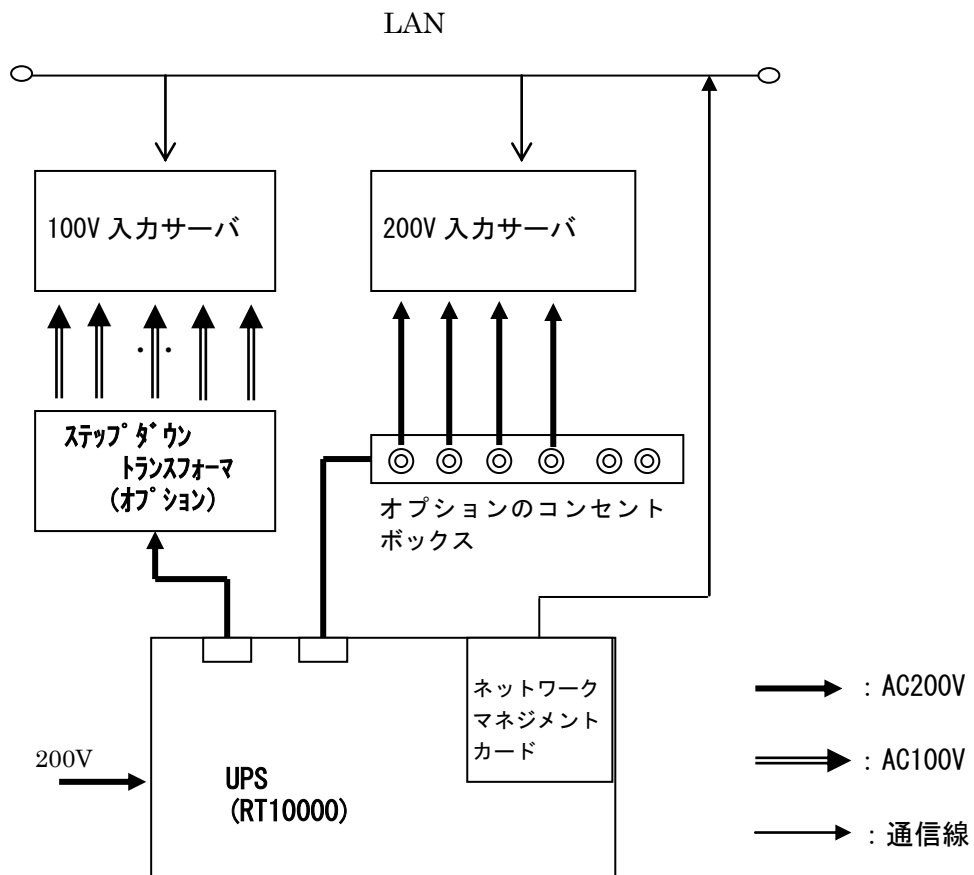 LAN
100V 入力サーバ
200V 入力サーバ
ステップダウン
トランスフォーマ
(オプション)
オプションのコンセント
ボックス
ネットワーク
マネジメント
カード
200V
UPS
(RT10000)
：AC200V
：AC100V
：通信線